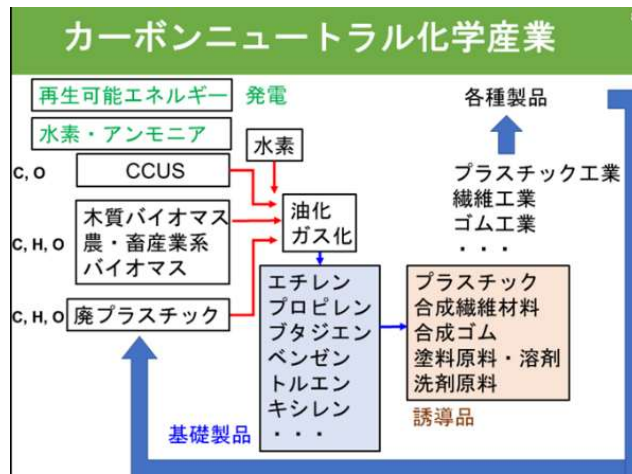 カーボンニュートラル化学産業
再生可能エネルギー 発電
水素・アンモニア
水素
C, O
CCUS
C, H, O
木質バイオマス
農・畜産業系
バイオマス
C, H, O
廃プラスチック
油化
ガス化
エチレン
プロピレン
ブタジエン
ベンゼン
トルエン
キシレン
・・・
基礎製品
各種製品
プラスチック工業
繊維工業
ゴム工業
・・・
プラスチック
合成繊維材料
合成ゴム
塗料原料・溶剤
洗剤原料
誘導品